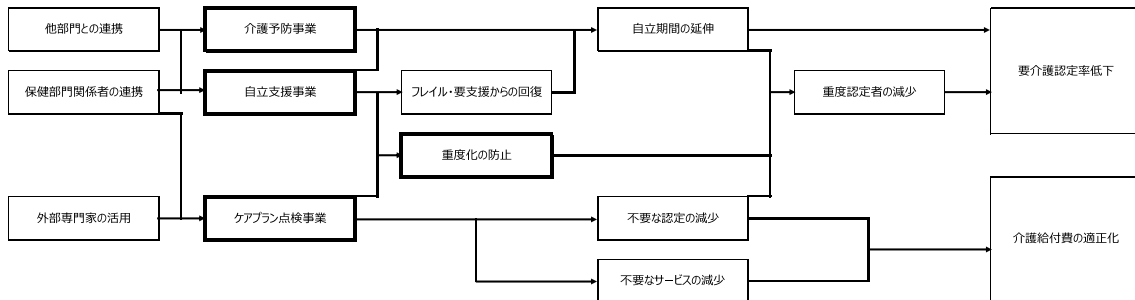 他部門との連携
介護予防事業
自立期間の延伸
要介護認定率低下
保健部門関係者の連携
自立支援事業
フレイル・要支援からの回復
重度認定者の減少
重度化の防止
外部専門家の活用
ケアプラン点検事業
不要な認定の減少
介護給付費の適正化
不要なサービスの減少